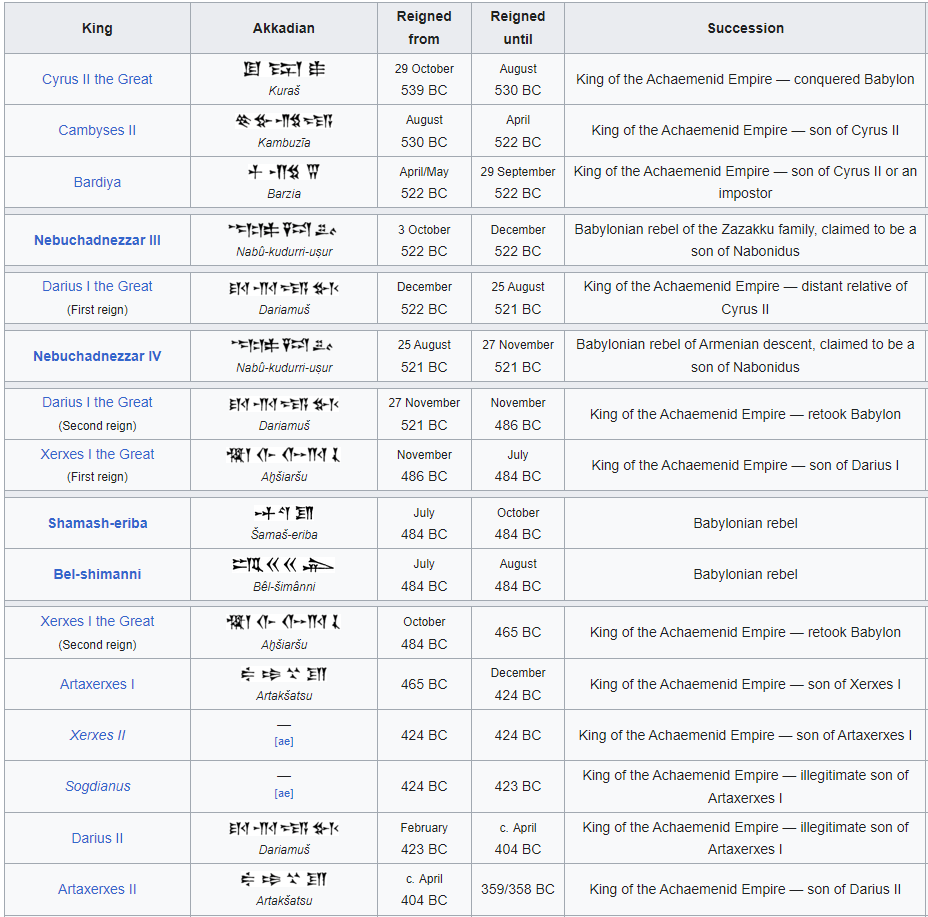 King
Akkadian
Reigned
from
Reigned
until
Succession
Cyrus II the Great
Kuraš
29 October
539 BC
August
530 BC
King of the Achaemenid Empire — conquered Babylon
Cambyses II
Kambuzīa
August
530 BC
April
522 BC
King of the Achaemenid Empire — son of Cyrus II
Bardiya
Barzia
April/May
522 BC
29 September
522 BC
King of the Achaemenid Empire — son of Cyrus II or an
impostor
Nebuchadnezzar III
Nabû-kudurri-uṣur
3 October
522 BC
December
522 BC
Babylonian rebel of the Zazakku family, claimed to be a
son of Nabonidus
Darius I the Great
(First reign)
Dariamuš
December
522 BC
25 August
521 BC
King of the Achaemenid Empire — distant relative of
Cyrus II
Nebuchadnezzar IV
Nabû-kudurri-uṣur
25 August
521 BC
27 November
521 BC
Babylonian rebel of Armenian descent, claimed to be a
son of Nabonidus
Darius I the Great
(Second reign)
Dariamuš
27 November
521 BC
November
486 BC
King of the Achaemenid Empire — retook Babylon
Xerxes I the Great
(First reign)
Aḫšiaršu
November
486 BC
July
484 BC
King of the Achaemenid Empire — son of Darius I
Shamash-eriba
Šamaš-eriba
July
484 BC
October
484 BC
Babylonian rebel
Bel-shimanni
Bêl-šimânni
July
484 BC
August
484 BC
Babylonian rebel
Xerxes I the Great
(Second reign)
Aḫšiaršu
October
484 BC
465 BC
King of the Achaemenid Empire — retook Babylon
Artaxerxes I
Artakšatsu
465 BC
December
424 BC
King of the Achaemenid Empire — son of Xerxes I
Xerxes II
—
[ae]
424 BC
424 BC
King of the Achaemenid Empire — son of Artaxerxes I
Sogdianus
—
[ae]
424 BC
423 BC
King of the Achaemenid Empire — illegitimate son of
Artaxerxes I
Darius II
Dariamuš
February
423 BC
c. April
404 BC
King of the Achaemenid Empire — illegitimate son of
Artaxerxes I
Artaxerxes II
Artakšatsu
c. April
404 BC
359/358 BC
King of the Achaemenid Empire — son of Darius II